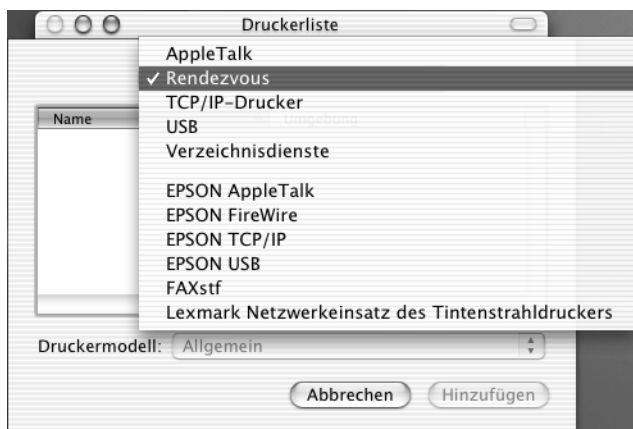 Druckerliste
AppleTalk
✓ Rendezvous
TCP/IP-Drucker
Name
Umgebung
USB
Verzeichnisdienste
EPSON AppleTalk
EPSON FireWire
EPSON TCP/IP
EPSON USB
FAXstf
Lexmark Netzwerkeinsatz des Tintenstrahldruckers
Druckermodell: Allgemein
Abbrechen Hinzufügen